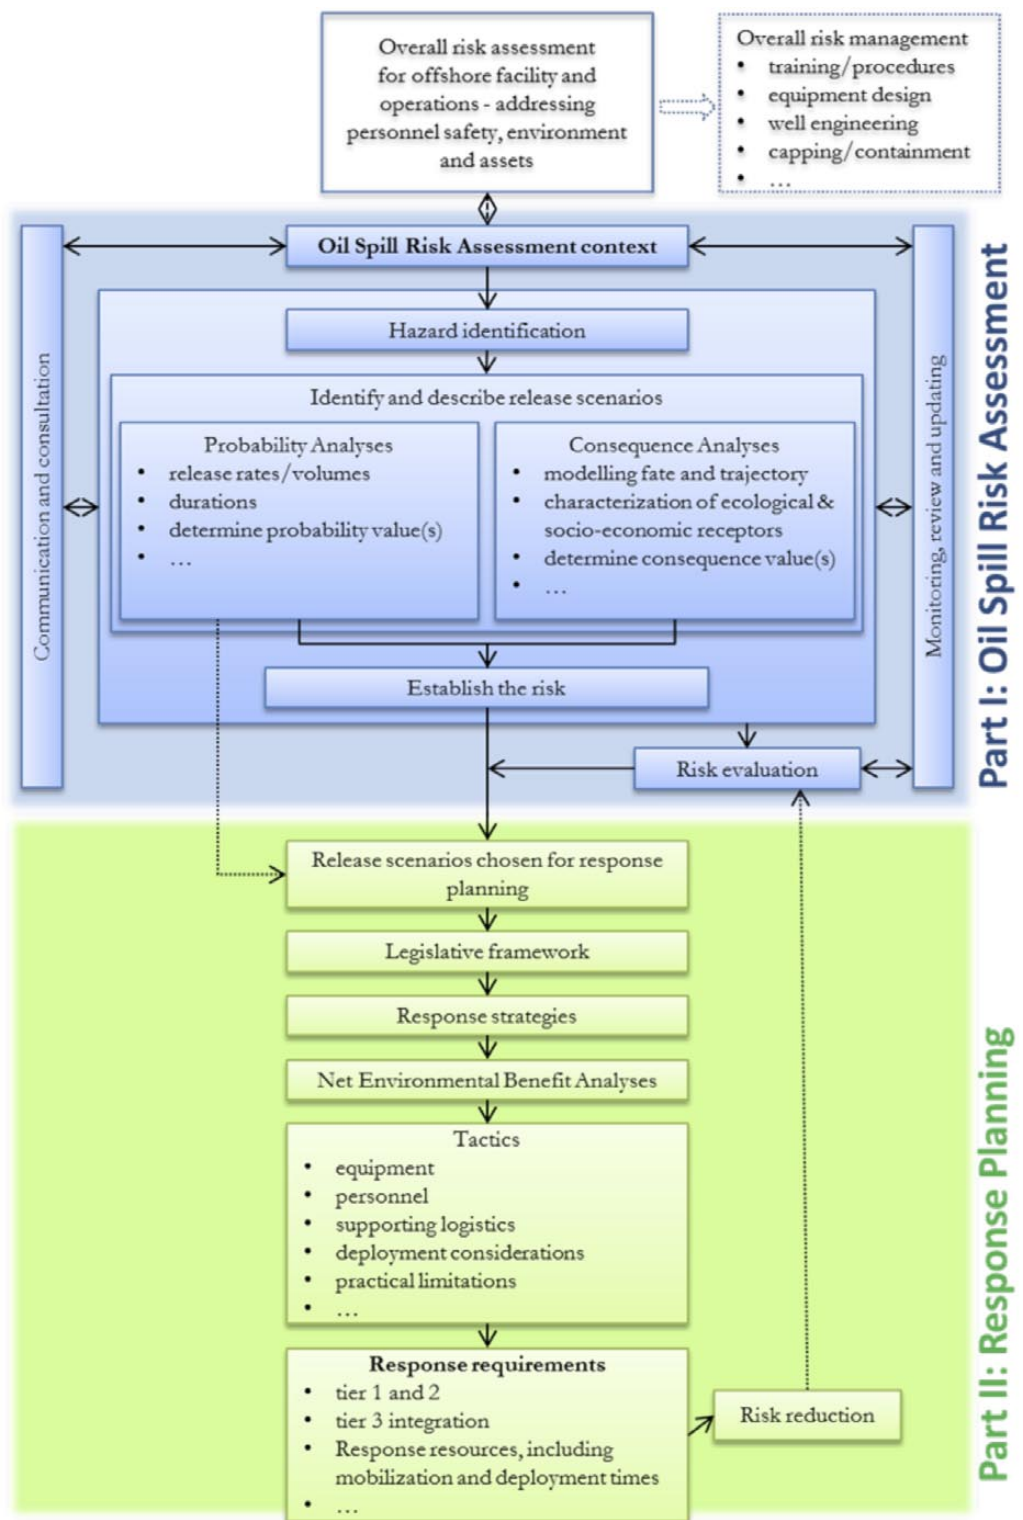 Overall risk assessment
for offshore facility and
operations - addressing
personnel safety, environment
and assets
Overall risk management
• training/procedures
• equipment design
• well engineering
• capping/containment
• …
Part I: Oil Spill Risk Assessment
Communication and consultation
Oil Spill Risk Assessment context
Monitoring, review and updating
Hazard identification
Identify and describe release scenarios
Probability Analyses
• release rates/volumes
• durations
• determine probability value(s)
• …
Consequence Analyses
• modelling fate and trajectory
• characterization of ecological &
socio-economic receptors
• determine consequence value(s)
• …
Establish the risk
Risk evaluation
Part II: Response Planning
Release scenarios chosen for response
planning
Legislative framework
Response strategies
Net Environmental Benefit Analyses
Tactics
• equipment
• personnel
• supporting logistics
• deployment considerations
• practical limitations
• …
Response requirements
• tier 1 and 2
• tier 3 integration
• Response resources, including
mobilization and deployment times
• …
Risk reduction